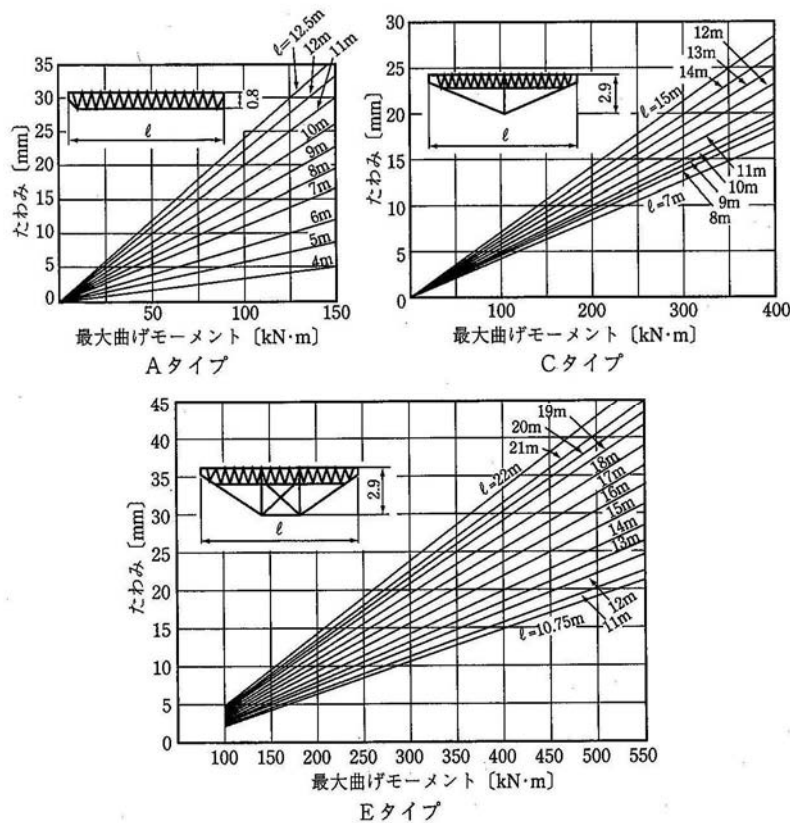 ℓ=12.5m
12m
11m
35
30
25
20
15
10
5
0
たわみ〔mm〕
0.8
ℓ
10m
9m
8m
7m
6m
5m
4m
50
100
150
最大曲げモーメント〔kN·m〕
Aタイプ
30
25
20
15
10
5
0
たわみ〔mm〕
2.9
ℓ
12m
13m
14m
ℓ=15m
11m
10m
9m
8m
ℓ=7m
100
200
300
400
最大曲げモーメント〔kN·m〕
Cタイプ
45
40
35
30
25
20
15
10
5
0
たわみ〔mm〕
2.9
ℓ
19m
20m
21m
ℓ=22m
18m
17m
16m
15m
14m
13m
12m
11m
ℓ=10.75m
100 150 200 250 300 350 400 450 500 550
最大曲げモーメント〔kN·m〕
Eタイプ